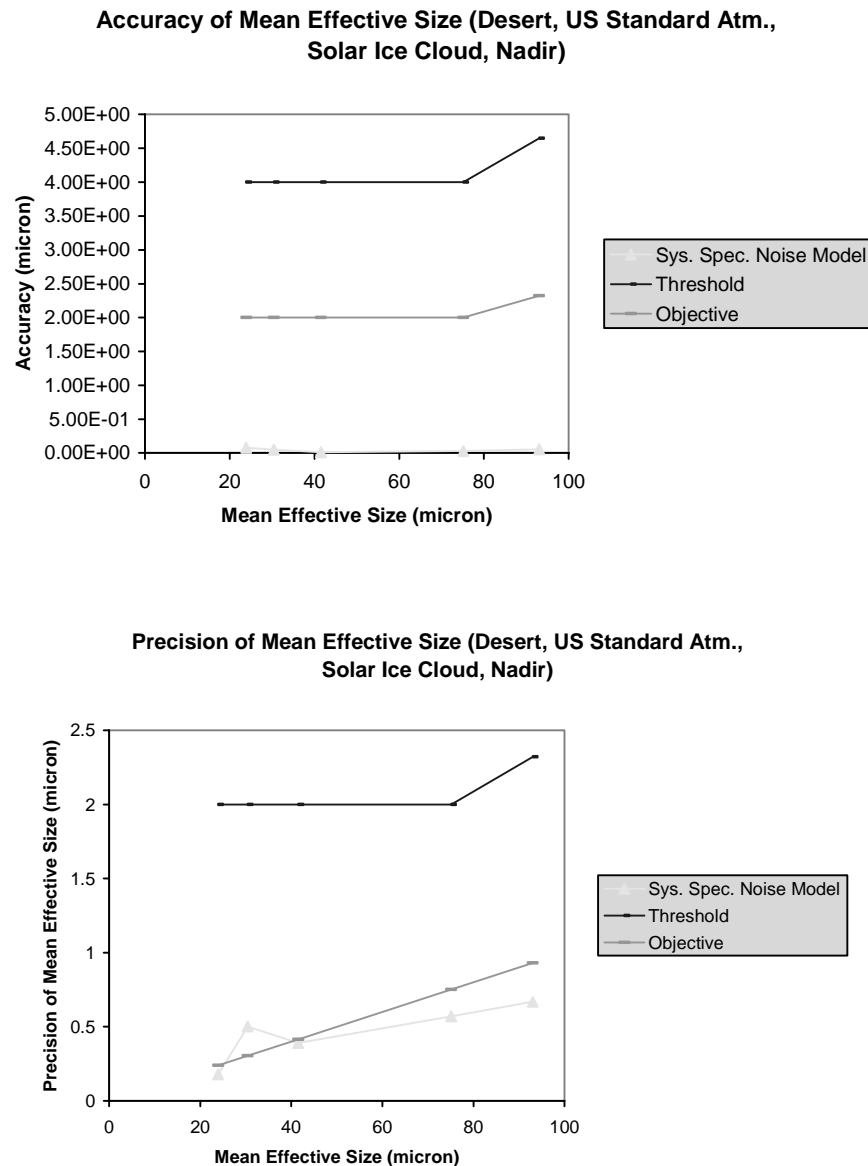 Accuracy of Mean Effective Size (Desert, US Standard Atm.,
Solar Ice Cloud, Nadir)
5.00E+00
4.50E+00
4.00E+00
3.50E+00
3.00E+00
2.50E+00
2.00E+00
1.50E+00
1.00E+00
5.00E-01
0.00E+00
Accuracy (micron)
0 20 40 60 80 100
Mean Effective Size (micron)
Sys. Spec. Noise Model
Threshold
Objective
Precision of Mean Effective Size (Desert, US Standard Atm.,
Solar Ice Cloud, Nadir)
2.5
2
1.5
1
0.5
0
Precision of Mean Effective Size (micron)
0 20 40 60 80 100
Mean Effective Size (micron)
Sys. Spec. Noise Model
Threshold
Objective